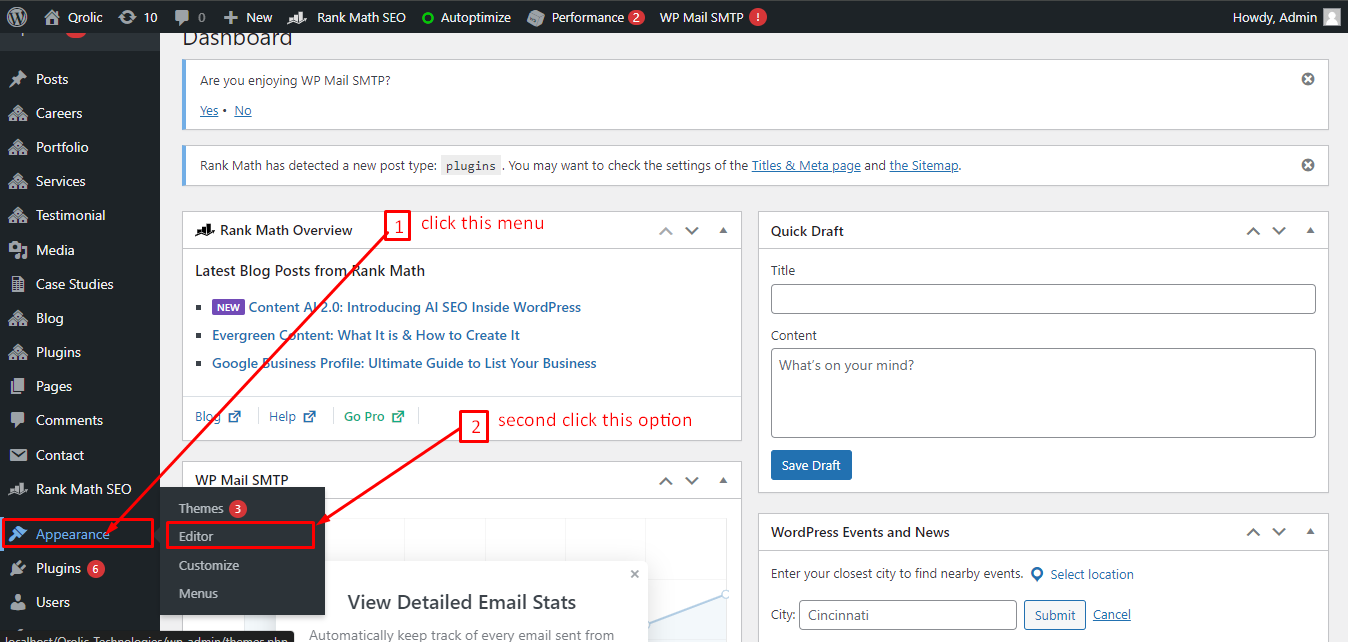 Qrolic 10 0 New Rank Math SEO Autoptimize Performance 2 WP Mail SMTP ! Howdy, Admin
Dashboard
Posts
Careers
Portfolio
Services
Testimonial
Media
Case Studies
Blog
Plugins
Pages
Comments
Contact
Rank Math SEO
Appearance
Plugins 6
Users
Themes 3
Editor
Customize
Menus
Are you enjoying WP Mail SMTP?
Yes • No
Rank Math has detected a new post type: plugins . You may want to check the settings of the Titles & Meta page and the Sitemap.
1 click this menu
Rank Math Overview
Latest Blog Posts from Rank Math
NEW Content AI 2.0: Introducing AI SEO Inside WordPress
Evergreen Content: What It is & How to Create It
Google Business Profile: Ultimate Guide to List Your Business
Blog Help Go Pro
2 second click this option
WP Mail SMTP
View Detailed Email Stats
Automatically keep track of every email sent from
Quick Draft
Title
Content
What's on your mind?
Save Draft
WordPress Events and News
Enter your closest city to find nearby events. Select location
City: Cincinnati Submit Cancel
localhost/Qrolic-Technologies/wp-admin/themes.php